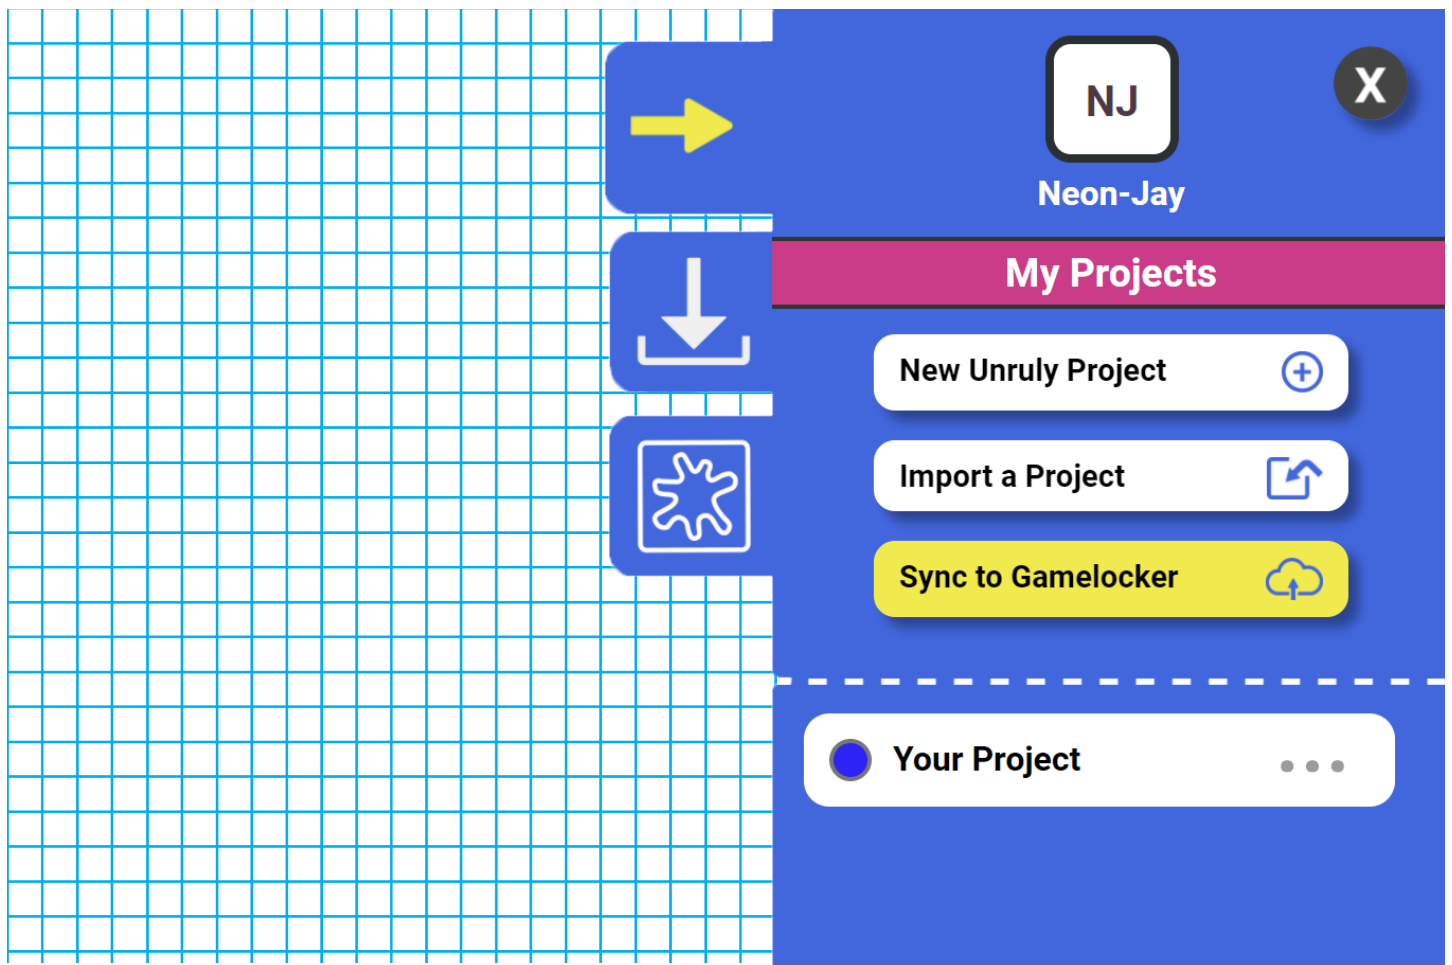 NJ
X
Neon-Jay
My Projects
New Unruly Project
Import a Project
Sync to Gamelocker
Your Project